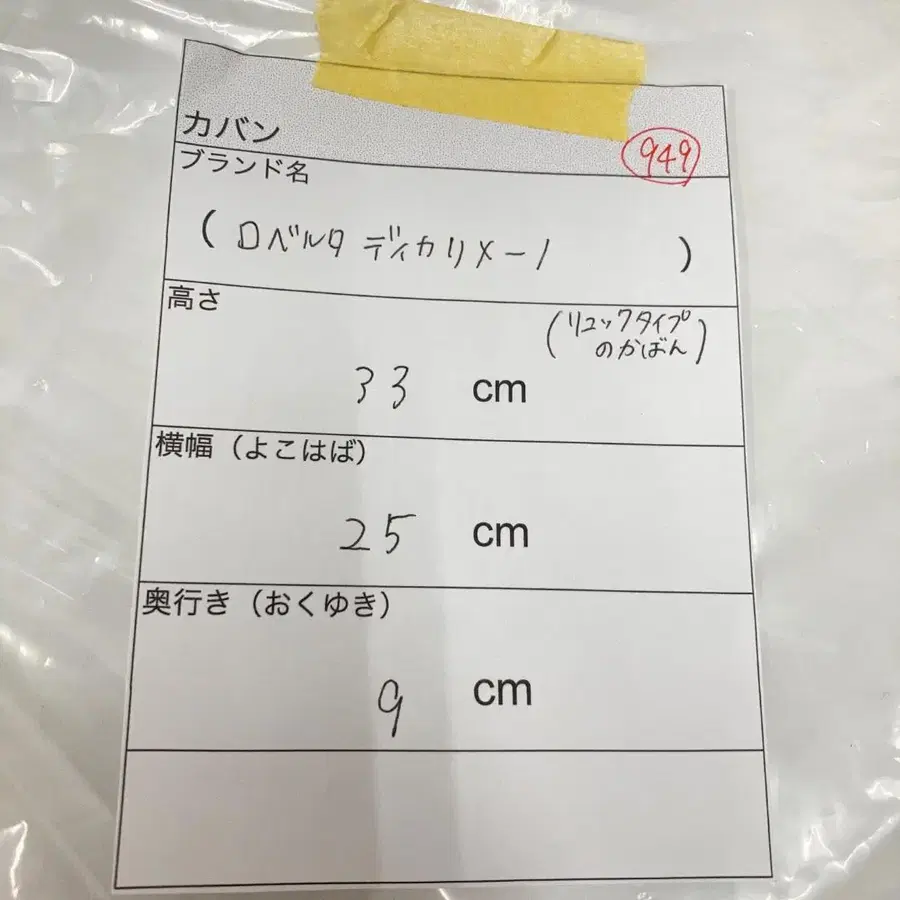 カバン
949
ブランド名
( ロベルタ ディカリメーノ )
高さ
(リュックタイプ
のかばん)
33 cm
横幅（よこはば）
25 cm
奥行き（おくゆき）
9 cm